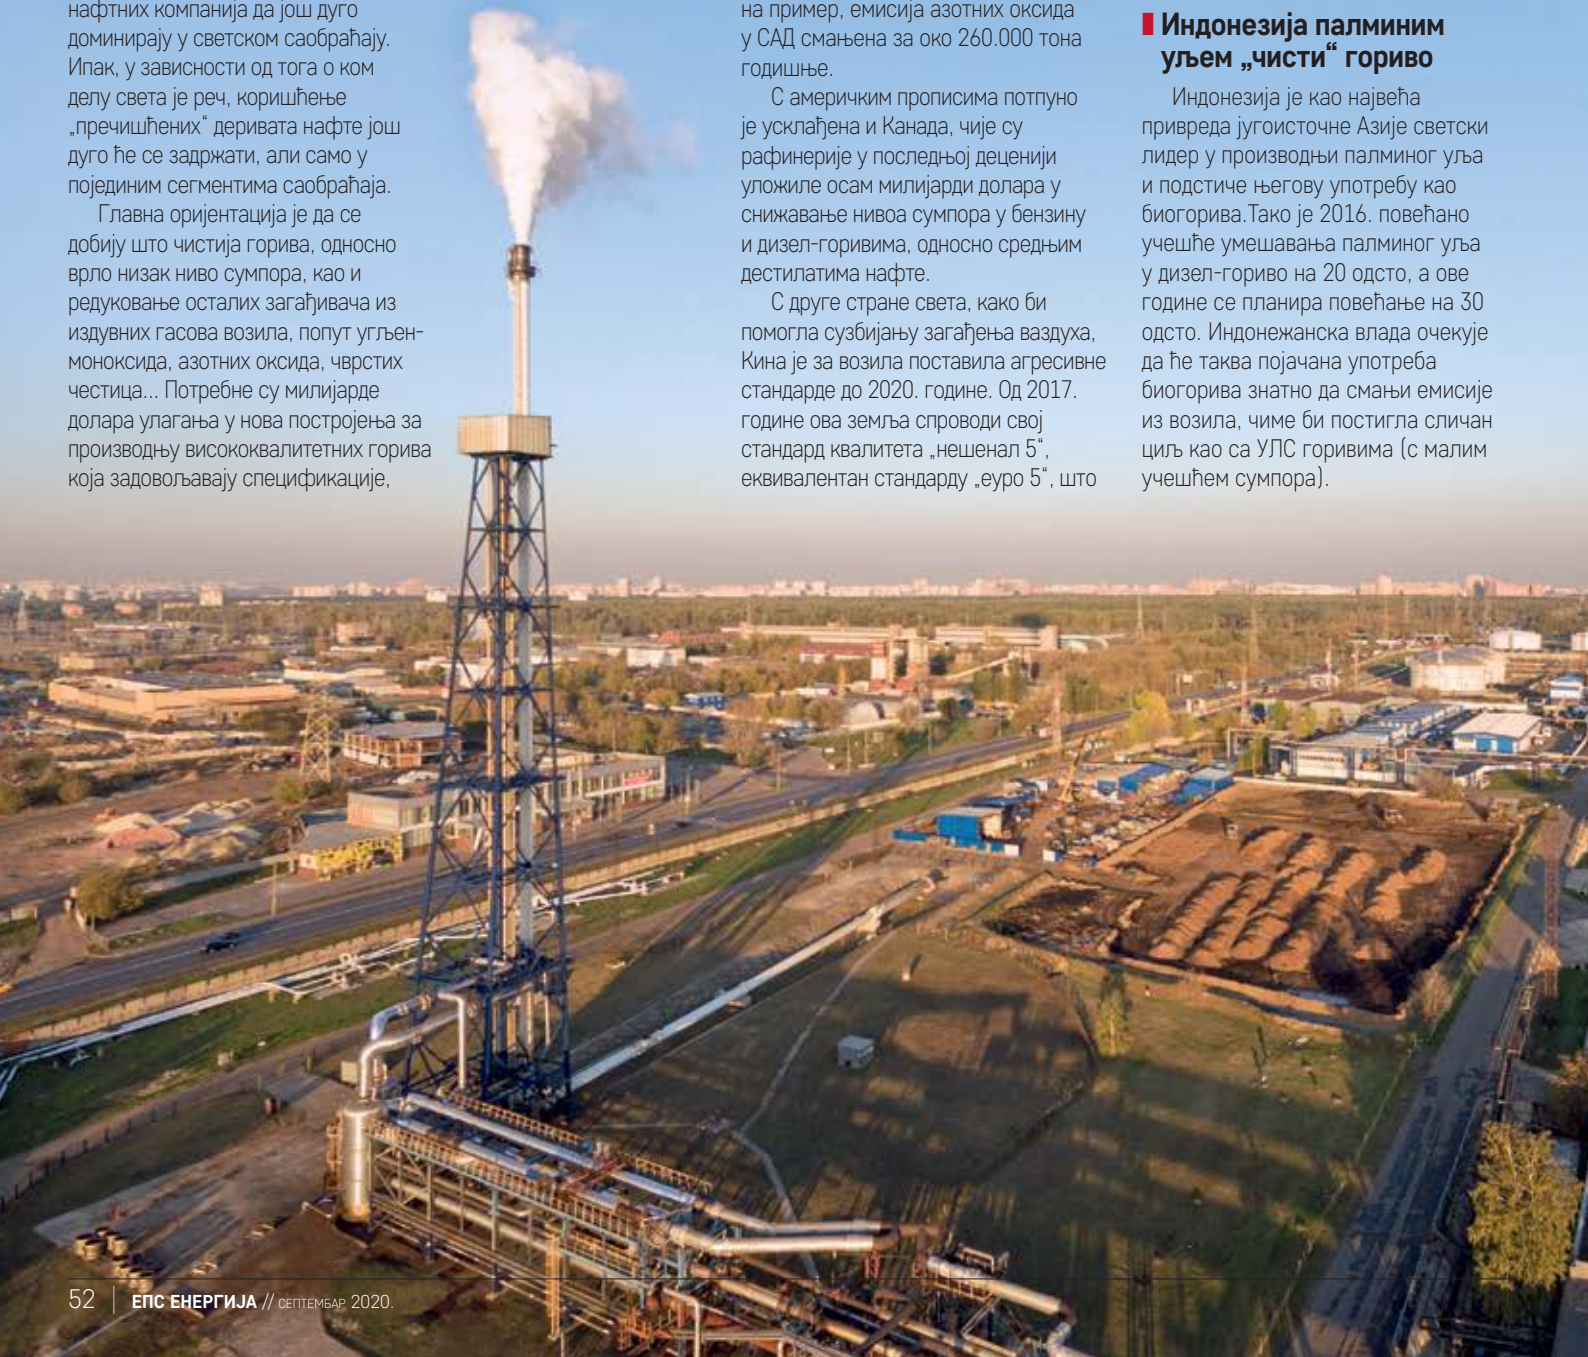 нафтних компанија да још дуго
доминирају у светском саобраћају.
Ипак, у зависности од тога о ком
делу света је реч, коришћење
„пречишћених“ деривата нафте још
дуго ће се задржати, али само у
појединим сегментима саобраћаја.
Главна оријентација је да се
добију што чистија горива, односно
врло низак ниво сумпора, као и
редуковање осталих загађивача из
издувних гасова возила, попут угљен-
моноксида, азотних оксида, чврстих
честица... Потребне су милијарде
долара улагања у нова постројења за
производњу висококвалитетних горива
која задовољавају спецификације,
на пример, емисија азотних оксида
у САД смањена за око 260.000 тона
годишње.
С америчким прописима потпуно
је усклађена и Канада, чије су
рафинерије у последњој деценији
уложиле осам милијарди долара у
снижавање нивоа сумпора у бензину
и дизел-горивима, односно средњим
дестилатима нафте.
С друге стране света, како би
помогла сузбијању загађења ваздуха,
Кина је за возила поставила агресивне
стандарде до 2020. године. Од 2017.
године ова земља спроводи свој
стандард квалитета „нешенал 5“,
еквивалентан стандарду „еуро 5“, што
Индонезија палминим
уљем „чисти“ гориво
Индонезија је као највећа
привреда југоисточне Азије светски
лидер у производњи палминог уља
и подстиче његову употребу као
биогорива.Тако је 2016. повећано
учешће умешавања палминог уља
у дизел-гориво на 20 одсто, а ове
године се планира повећање на 30
одсто. Индонежанска влада очекује
да ће таква појачана употреба
биогорива знатно да смањи емисије
из возила, чиме би постигла сличан
циљ као са УЛС горивима (с малим
учешћем сумпора).
52 | ЕПС ЕНЕРГИЈА // СЕПТЕМБАР 2020.